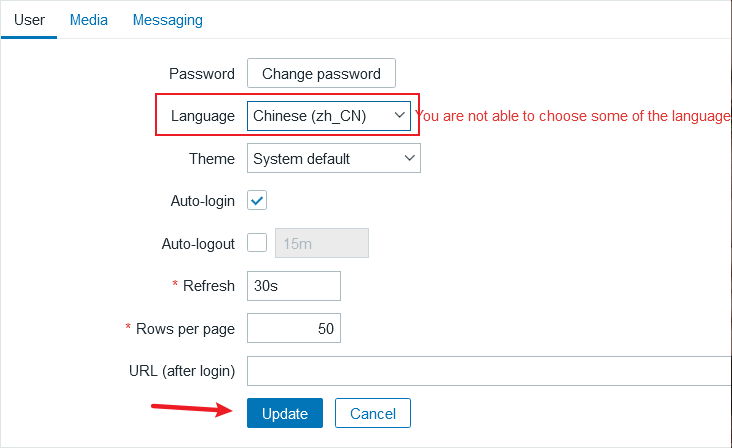 User Media Messaging
Password Change password
Language Chinese (zh_CN) You are not able to choose some of the language
Theme System default
Auto-login
Auto-logout 15m
* Refresh 30s
* Rows per page 50
URL (after login)
Update Cancel